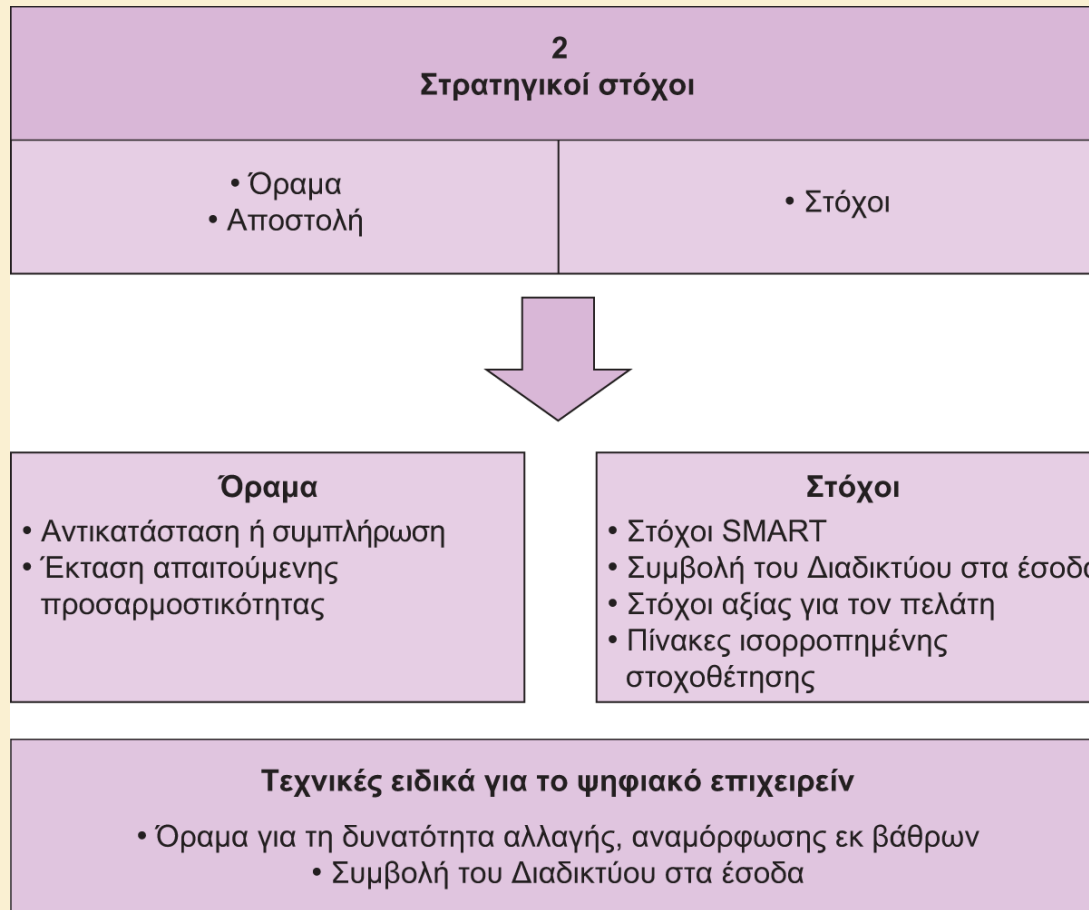 2
Στρατηγικοί στόχοι
• Όραμα
• Αποστολή
• Στόχοι
Όραμα
• Αντικατάσταση ή συμπλήρωση
• Έκταση απαιτούμενης
προσαρμοστικότητας
Στόχοι
• Στόχοι SMART
• Συμβολή του Διαδικτύου στα έσοδα
• Στόχοι αξίας για τον πελάτη
• Πίνακες ισορροπημένης
στοχοθέτησης
Τεχνικές ειδικά για το ψηφιακό επιχειρείν
• Όραμα για τη δυνατότητα αλλαγής, αναμόρφωσης εκ βάθρων
• Συμβολή του Διαδικτύου στα έσοδα